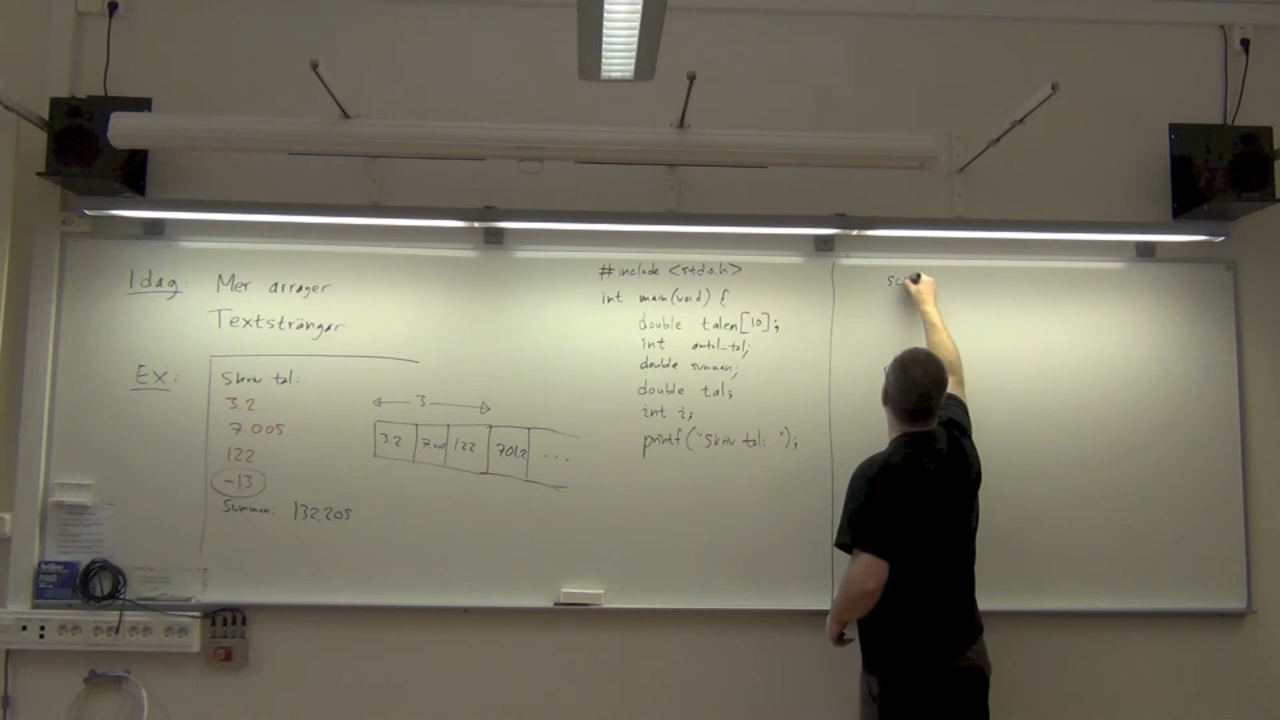 Idag: Mer arrayer
Textsträngar
Ex:
Skriv tal:
3.2
7.005
122
-13
Summan: 132.205
3
3.2 7.005 122 701.2 ...
#include <stdio.h>
int main(void) {
double talen[10];
int antal_tal;
double summan;
double tal;
int i;
printf("Skriv tal: ");
sc